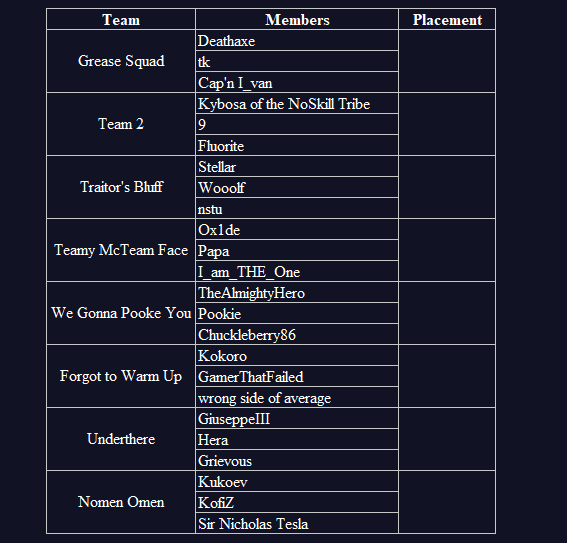 Team Members Placement
Grease Squad
Deathaxe
tk
Cap'n I_van
Team 2
Kybosa of the NoSkill Tribe
9
Fluorite
Traitor's Bluff
Stellar
Wooolf
nstu
Teamy McTeam Face
Ox1de
Papa
I_am_THE_One
We Gonna Pooke You
TheAlmightyHero
Pookie
Chuckleberry86
Forgot to Warm Up
Kokoro
GamerThatFailed
wrong side of average
Underthere
GiuseppeIII
Hera
Grievous
Nomen Omen
Kukoev
KofiZ
Sir Nicholas Tesla